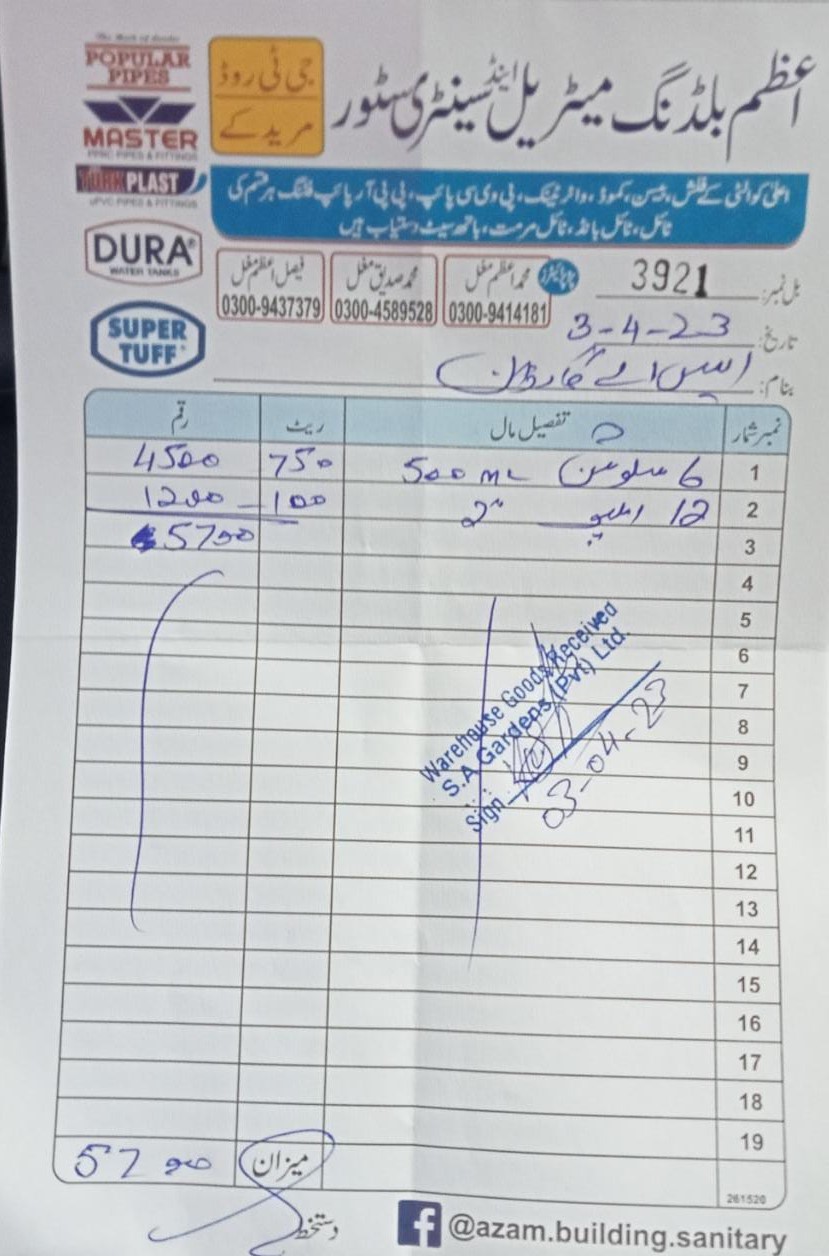 The Mark of Quality
POPULAR
PIPES
MASTER
PPRC PIPES & FITTINGS
TURKPLAST
uPVC PIPES & FITTINGS
DURA
WATER TANKS
SUPER
TUFF
جی ٹی روڈ
مریدکے
اعظم بلڈنگ میٹریل اینڈ سینٹری سٹور
اعلیٰ کوالٹی کے فلش، بیسن، کموڈ، واٹر ٹینک، پی وی سی پائپ، پی پی آر پائپ فٹنگ ہر قسم کی
ٹائل، ٹائل بانڈ، ٹائل مرمت، باتھ سیٹ دستیاب ہیں
پروپرائٹرز
محمد اعظم مغل
0300-9414181
محمد صدیق مغل
0300-4589528
فیصل اعظم مغل
0300-9437379
بل نمبر: 3921
تاریخ: 3-4-23
بنام: ایس اے گارڈن
نمبر شمار تفصیل مال ریٹ رقم
1 6 سلوشن 500 ml 750 4500
2 12 ایلبو 2" 100 1200
3 5700
4
5
6
7
8
9
10
11
12
13
14
15
16
17
18
19
Warehouse Goods Received
S.A Gardens (Pvt) Ltd.
Sign
03-04-23
میزان 5700
261520
دستخط
f @azam.building.sanitary